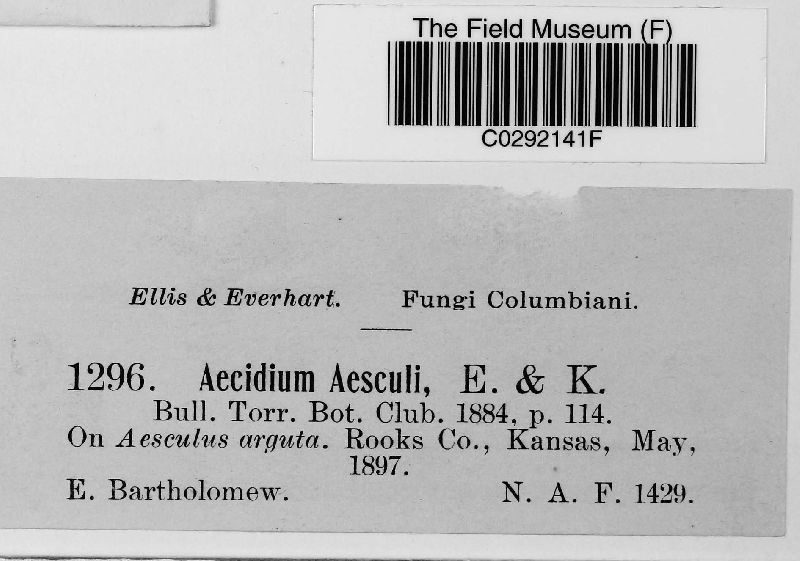 The Field Museum (F)
C0292141F
Ellis & Everhart. Fungi Columbiani.
1296. Aecidium Aesculi, E. & K.
Bull. Torr. Bot. Club. 1884, p. 114.
On Aesculus arguta. Rooks Co., Kansas, May,
1897.
E. Bartholomew. N. A. F. 1429.